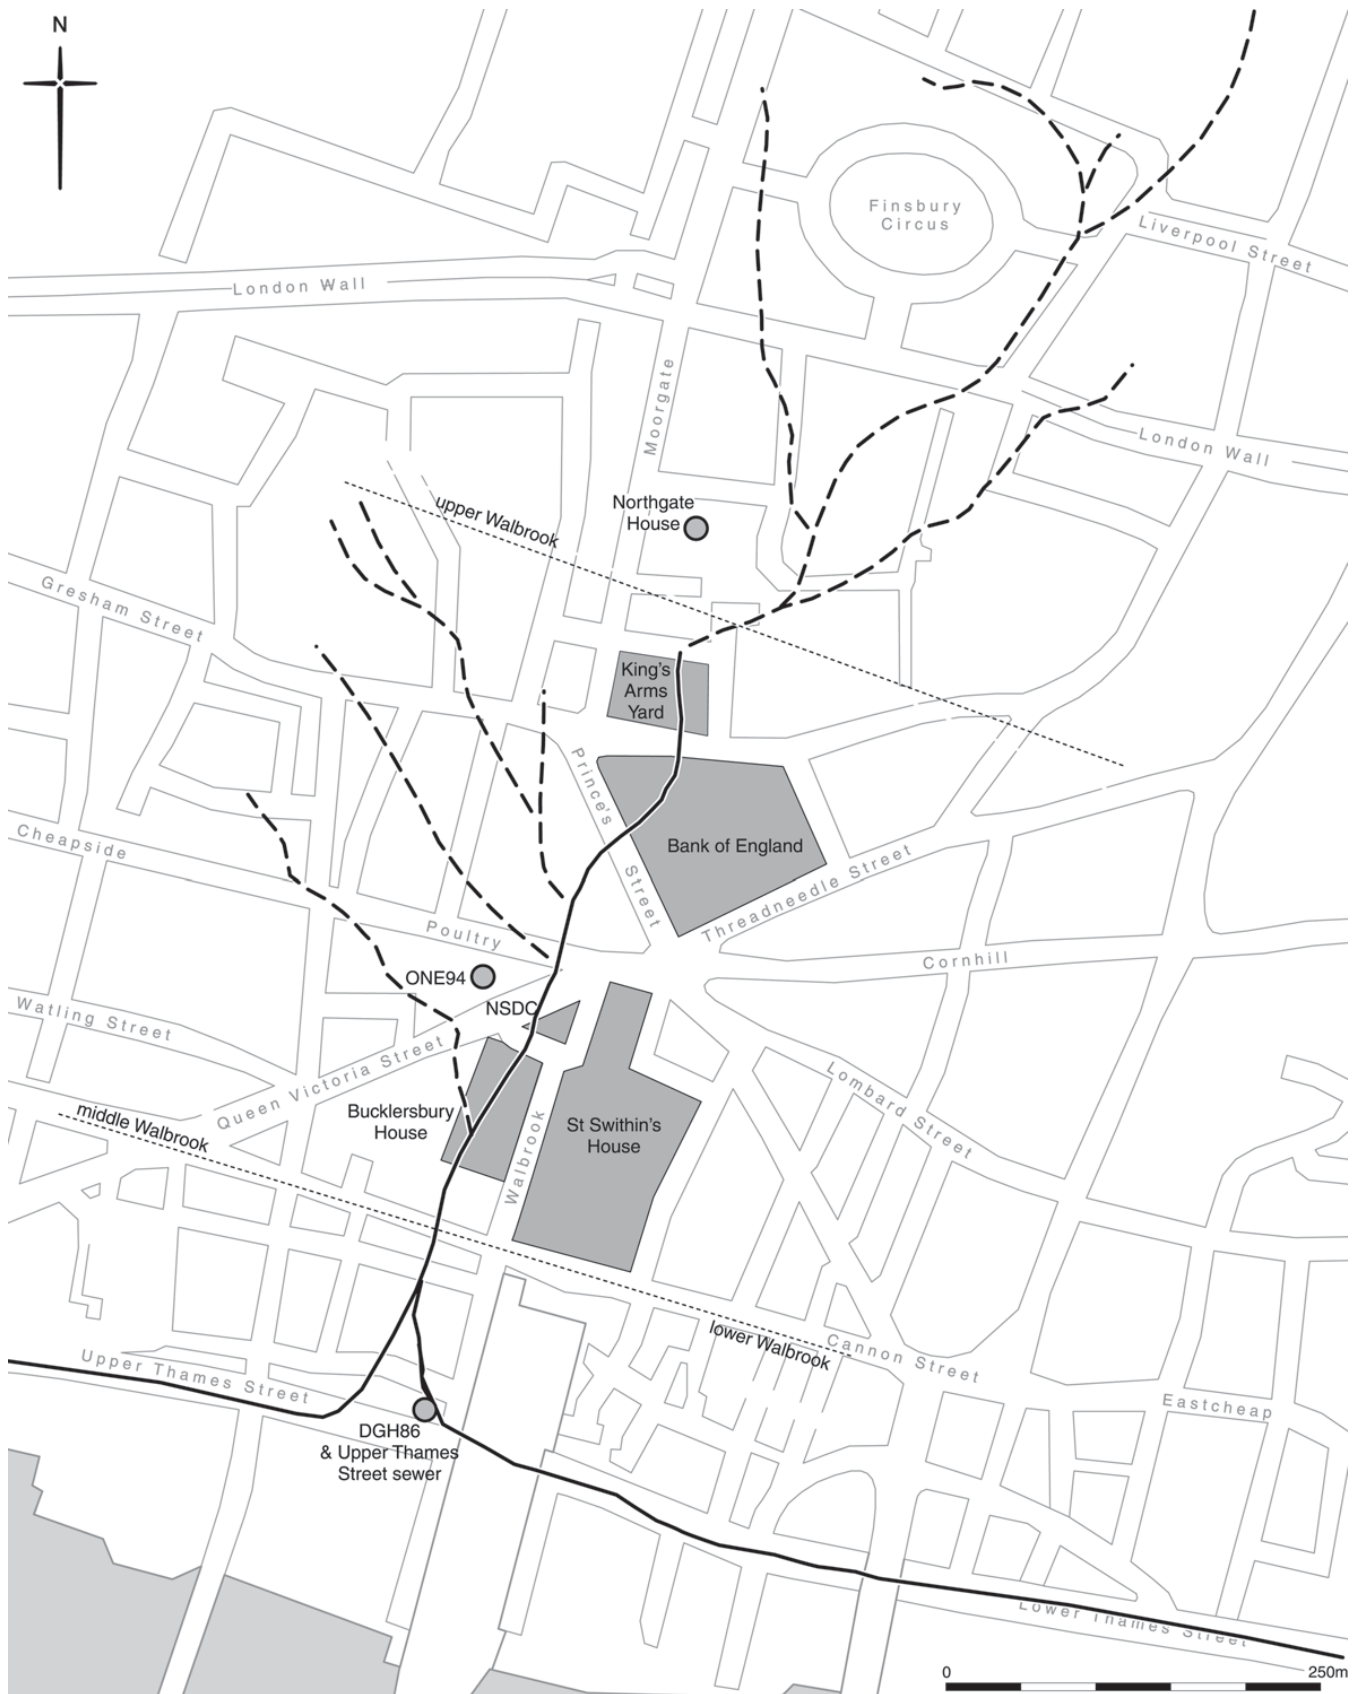 N
Finsbury
Circus
Liverpool Street
London Wall
Moorgate
London Wall
Northgate
House
upper Walbrook
Gresham Street
King's
Arms
Yard
Prince's
Street
Bank of England
Cheapside
Threadneedle Street
Poultry
Cornhill
ONE94
NSDC
Watling Street
Queen Victoria Street
Lombard Street
Bucklersbury
House
middle Walbrook
St Swithin's
House
Walbrook
lower Walbrook
Cannon Street
Upper Thames Street
Eastcheap
DGH86
& Upper Thames
Street sewer
Lower Thames Street
0
250m